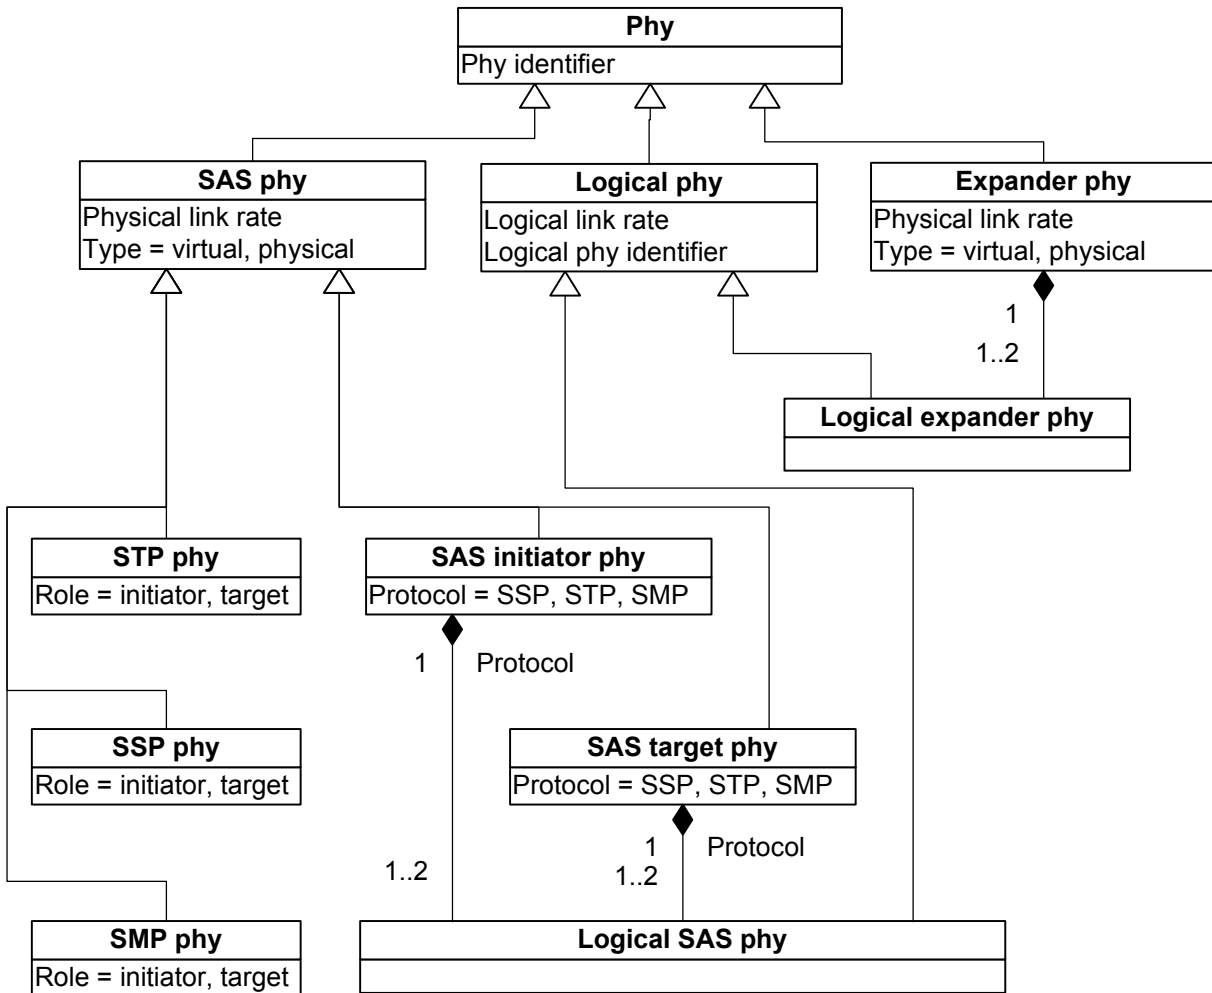 Phy
Phy identifier
SAS phy
Physical link rate
Type = virtual, physical
Logical phy
Logical link rate
Logical phy identifier
Expander phy
Physical link rate
Type = virtual, physical
1
1..2
Logical expander phy
STP phy
Role = initiator, target
SAS initiator phy
Protocol = SSP, STP, SMP
1 Protocol
SSP phy
Role = initiator, target
SAS target phy
Protocol = SSP, STP, SMP
1 Protocol
1..2
1..2
SMP phy
Role = initiator, target
Logical SAS phy